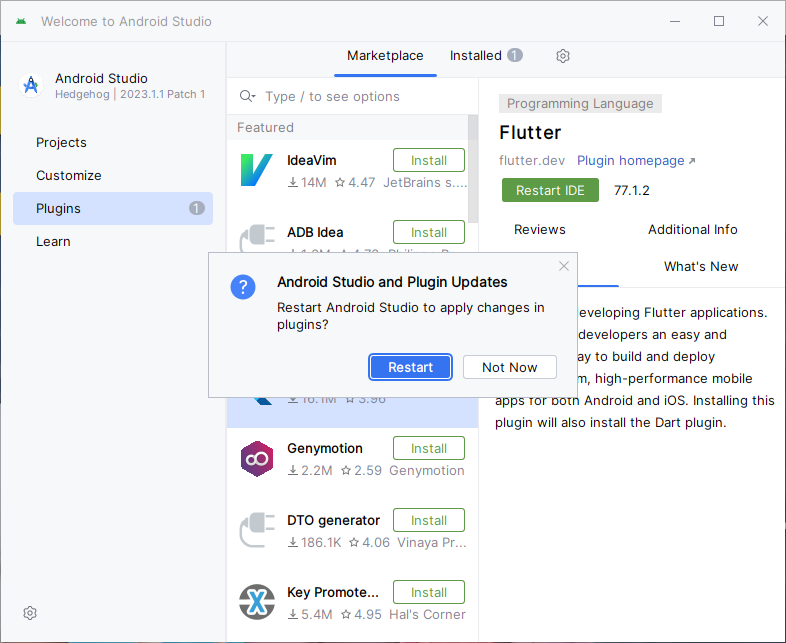 Welcome to Android Studio
Android Studio
Hedgehog | 2023.1.1 Patch 1
Projects
Customize
Plugins 1
Learn
Marketplace Installed 1
Type / to see options
Featured
IdeaVim Install
14M 4.47 JetBrains s....
ADB Idea Install
Android Studio and Plugin Updates
Restart Android Studio to apply changes in
plugins?
Restart Not Now
16.1M 3.96
Genymotion Install
2.2M 2.59 Genymotion
DTO generator Install
186.1K 4.06 Vinaya Pr...
Key Promote... Install
5.4M 4.95 Hal's Corner
Programming Language
Flutter
flutter.dev Plugin homepage ↗
Restart IDE 77.1.2
Reviews Additional Info
What's New
eveloping Flutter applications.
developers an easy and
ay to build and deploy
m, high-performance mobile
apps for both Android and iOS. Installing this
plugin will also install the Dart plugin.